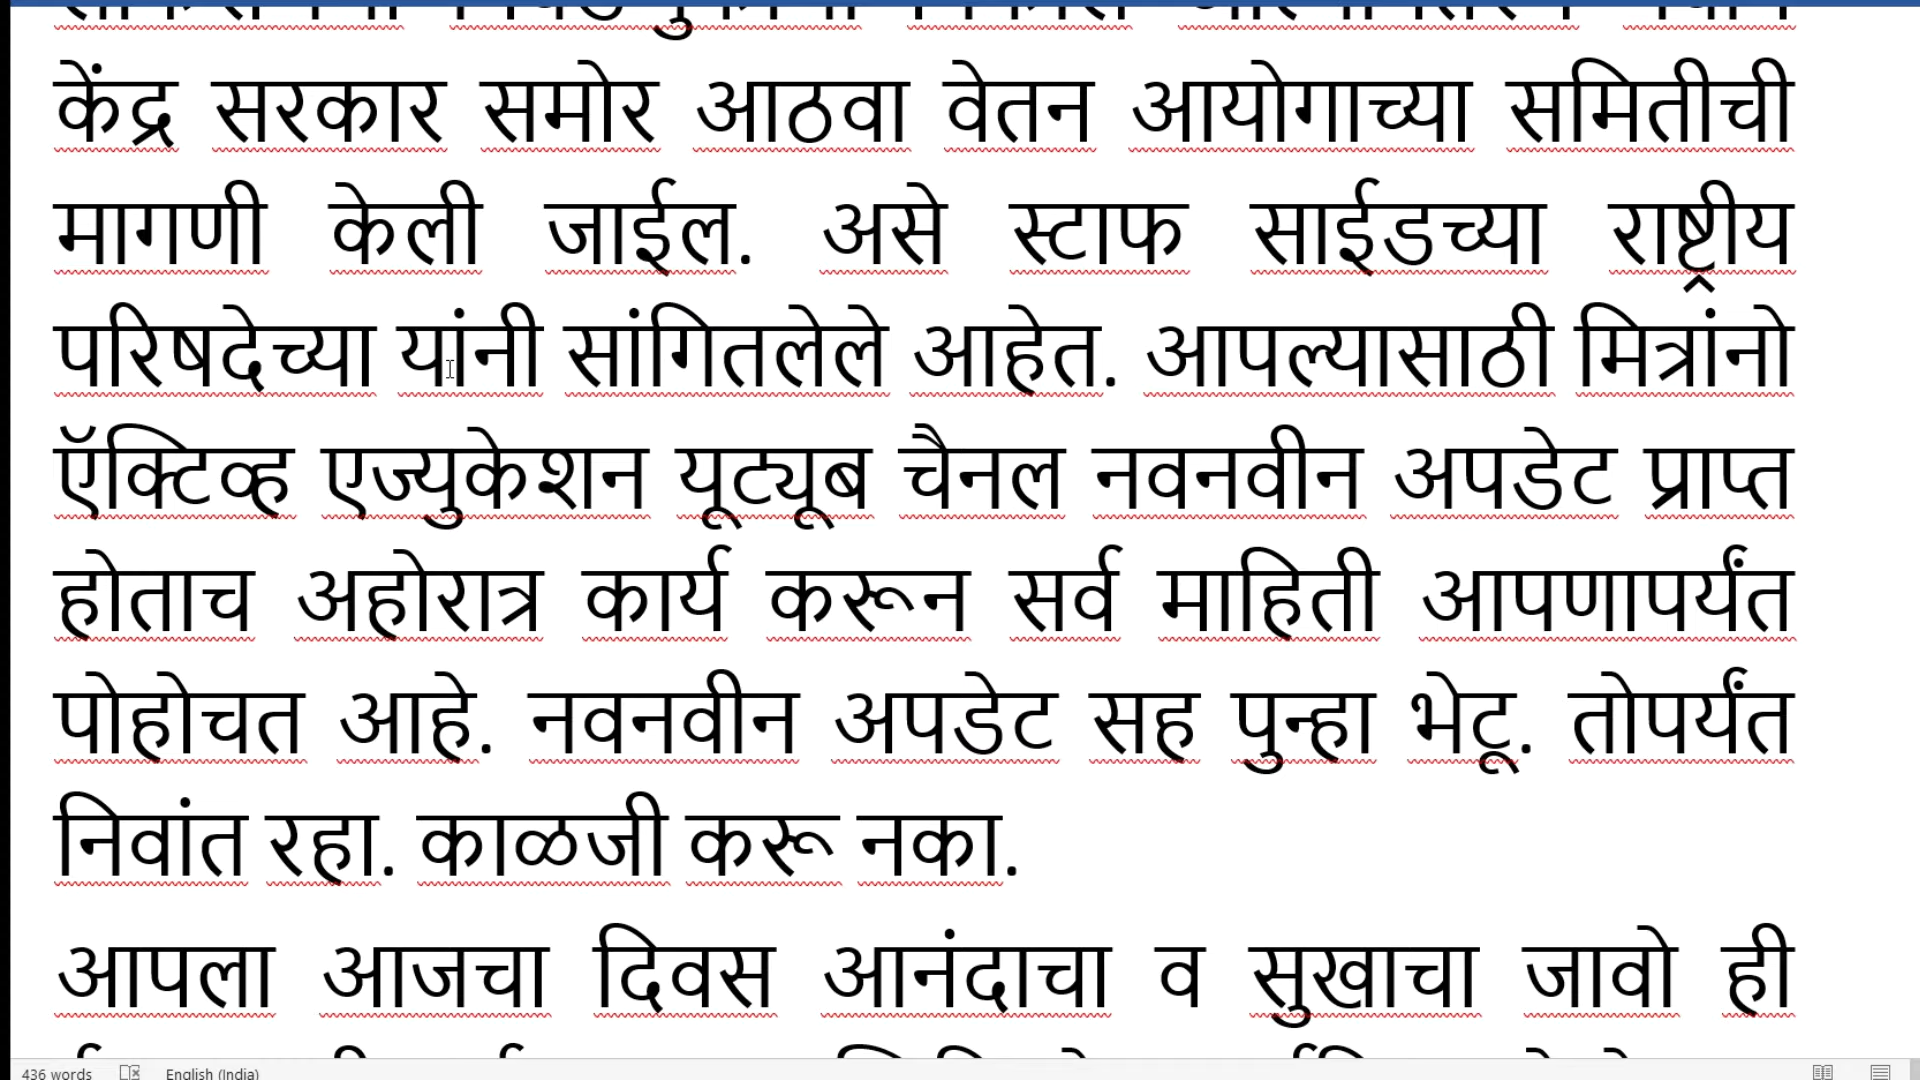 केंद्र सरकार समोर आठवा वेतन आयोगाच्या समितीची
मागणी केली जाईल. असे स्टाफ साईडच्या राष्ट्रीय
परिषदेच्या यांनी सांगितलेले आहेत. आपल्यासाठी मित्रांनो
ऍक्टिव्ह एज्युकेशन यूट्यूब चैनल नवनवीन अपडेट प्राप्त
होताच अहोरात्र कार्य करून सर्व माहिती आपणापर्यंत
पोहोचत आहे. नवनवीन अपडेट सह पुन्हा भेटू. तोपर्यंत
निवांत रहा. काळजी करू नका.
आपला आजचा दिवस आनंदाचा व सुखाचा जावो ही
436 words English (India)